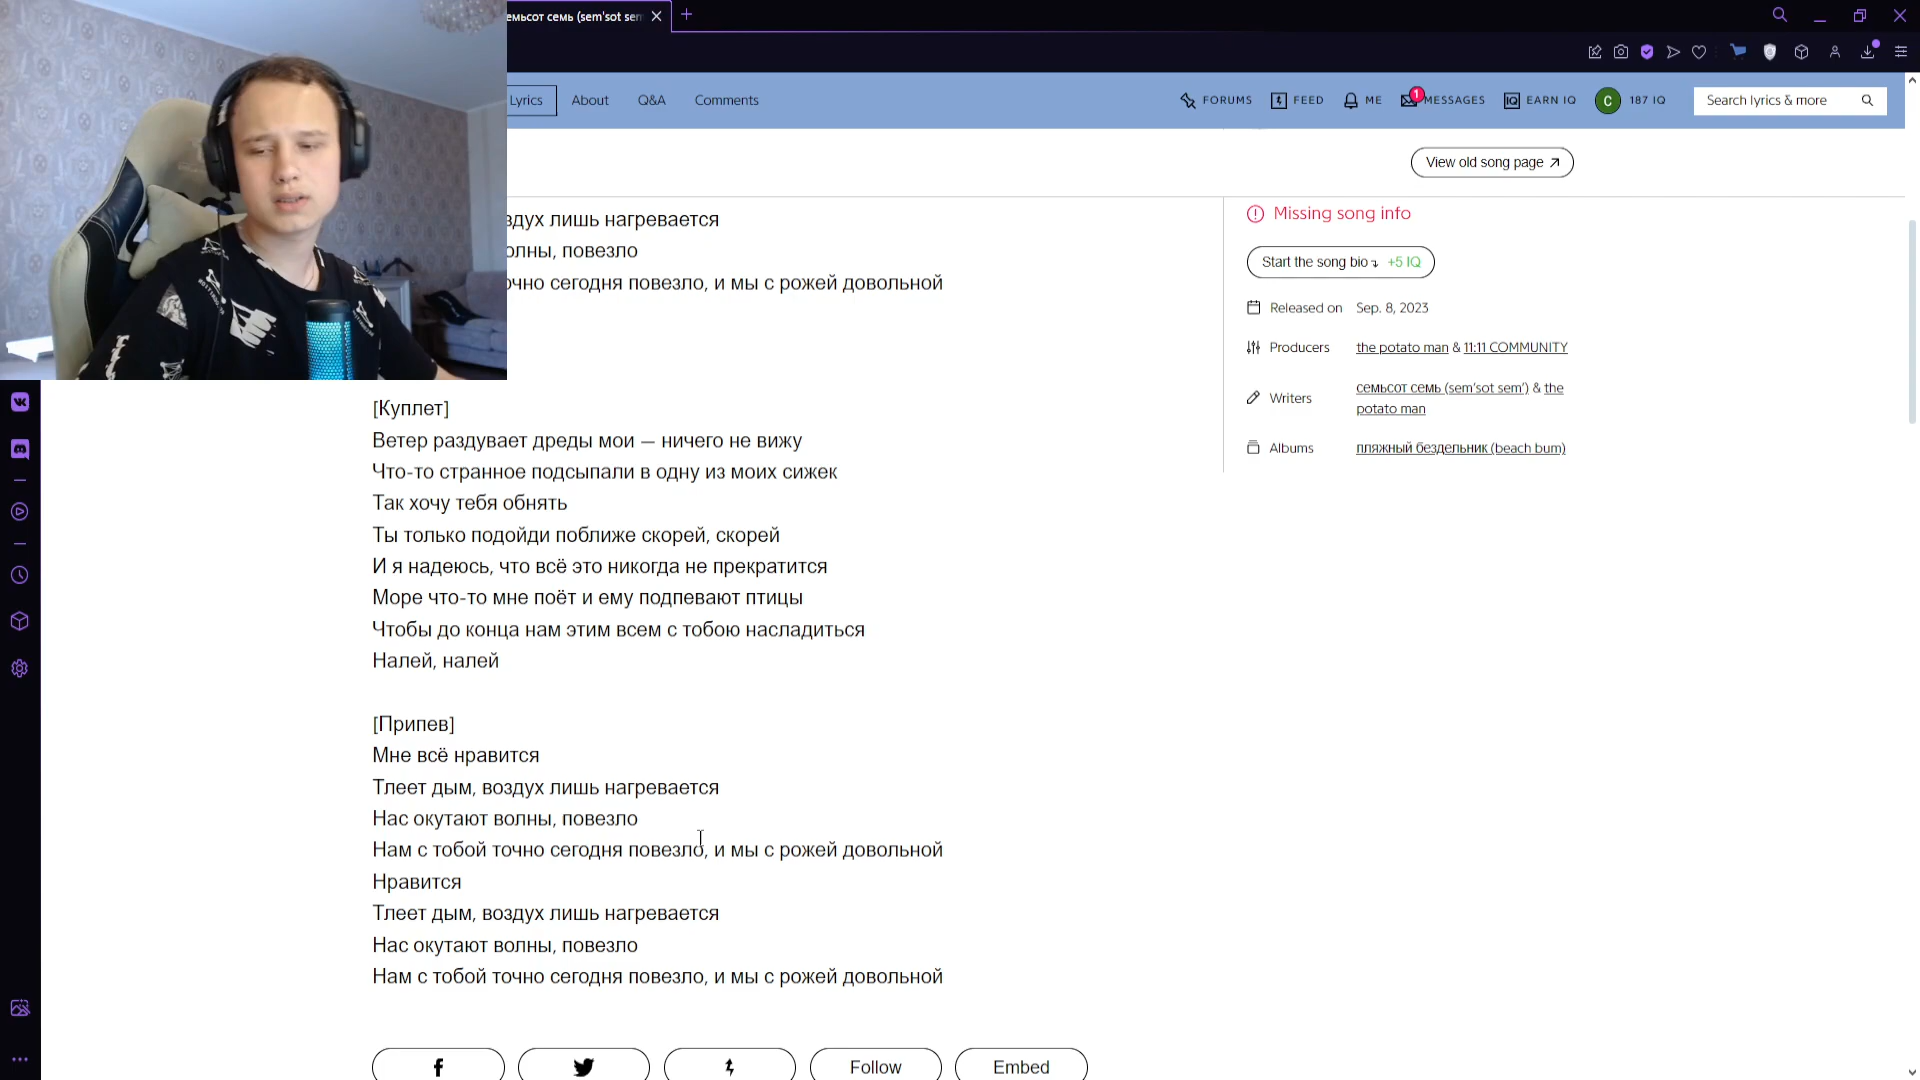 семьсот семь (sem'sot sem
Lyrics About Q&A Comments
FORUMS FEED ME 1 MESSAGES EARN IQ C 187 IQ Search lyrics & more
View old song page
здух лишь нагревается
олны, повезло
очно сегодня повезло, и мы с рожей довольной
[Куплет]
Ветер раздувает дреды мои — ничего не вижу
Что-то странное подсыпали в одну из моих сижек
Так хочу тебя обнять
Ты только подойди поближе скорей, скорей
И я надеюсь, что всё это никогда не прекратится
Море что-то мне поёт и ему подпевают птицы
Чтобы до конца нам этим всем с тобою насладиться
Налей, налей
[Припев]
Мне всё нравится
Тлеет дым, воздух лишь нагревается
Нас окутают волны, повезло
Нам с тобой точно сегодня повезло, и мы с рожей довольной
Нравится
Тлеет дым, воздух лишь нагревается
Нас окутают волны, повезло
Нам с тобой точно сегодня повезло, и мы с рожей довольной
Follow Embed
Missing song info
Start the song bio +5 IQ
Released on Sep. 8, 2023
Producers the potato man & 11:11 COMMUNITY
Writers семьсот семь (sem'sot sem') & the
potato man
Albums пляжный бездельник (beach bum)